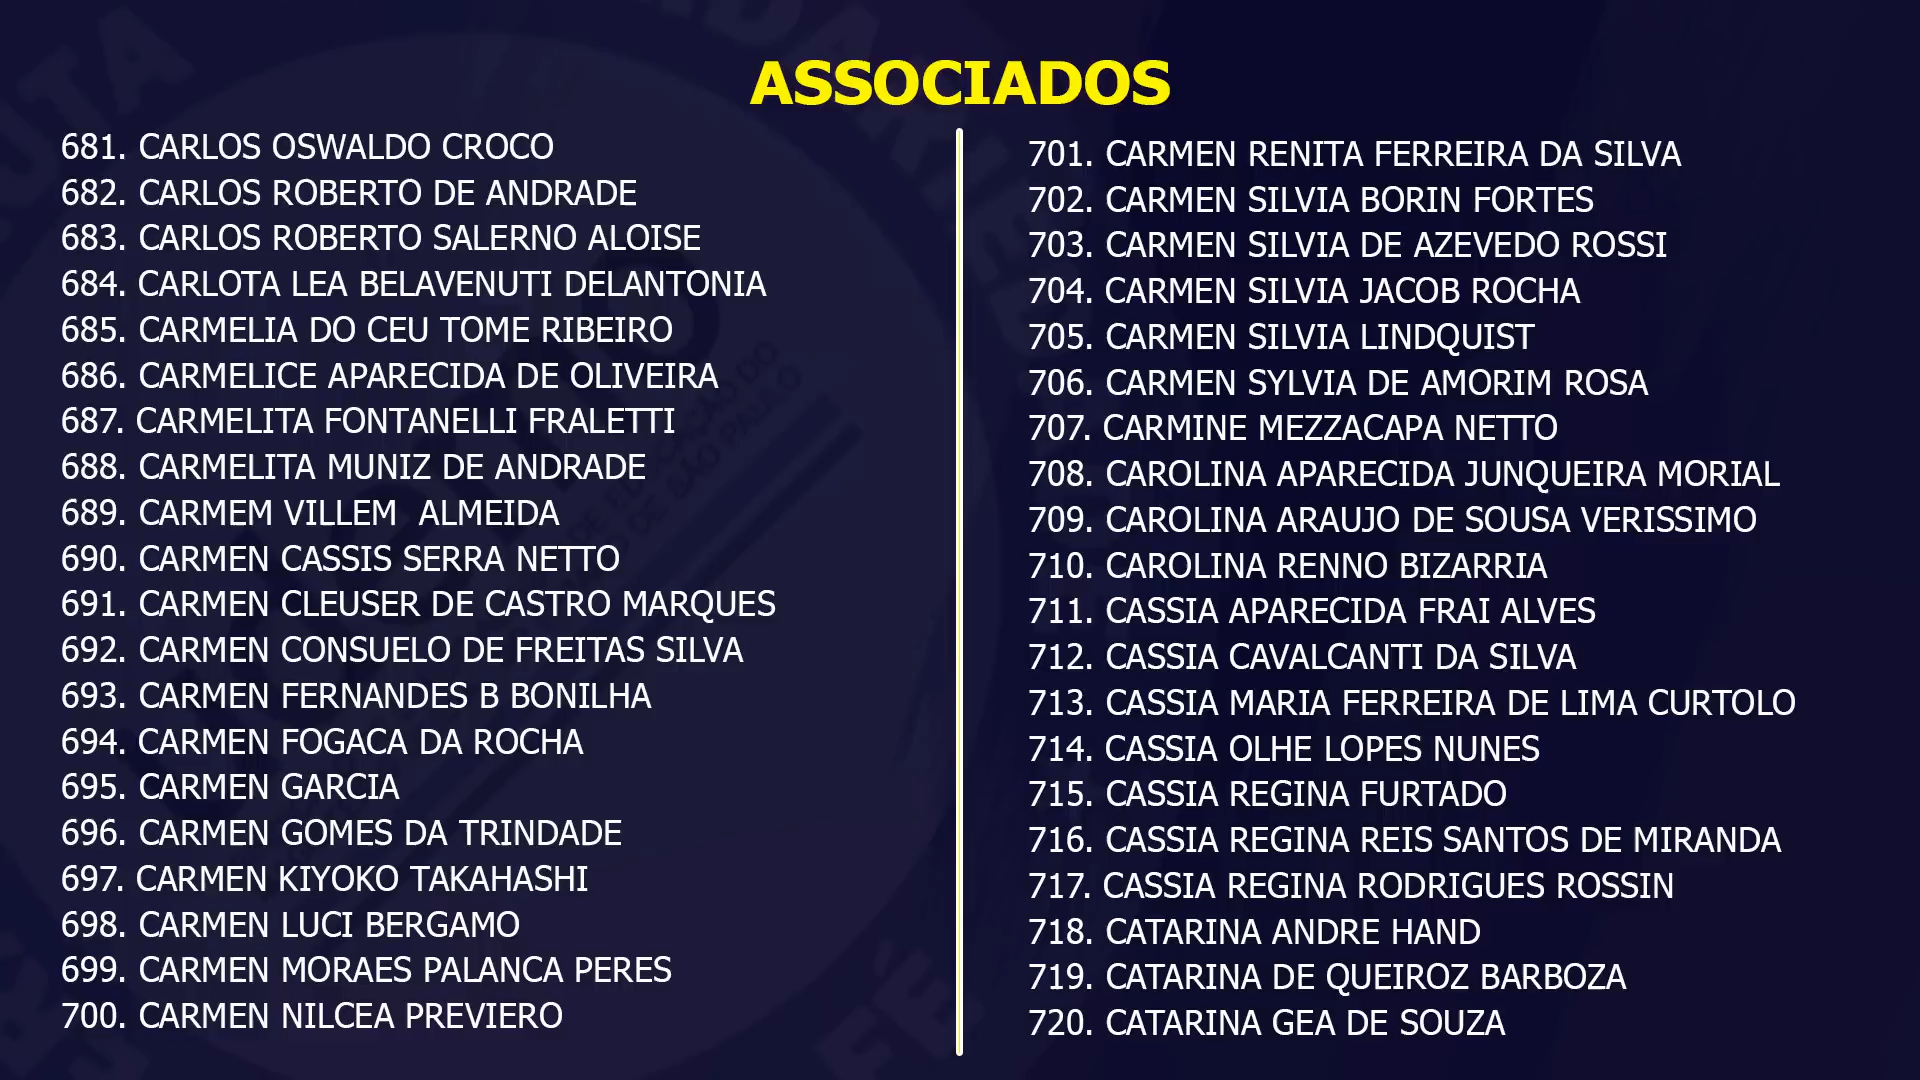 ASSOCIADOS
681. CARLOS OSWALDO CROCO
682. CARLOS ROBERTO DE ANDRADE
683. CARLOS ROBERTO SALERNO ALOISE
684. CARLOTA LEA BELAVENUTI DELANTONIA
685. CARMELIA DO CEU TOME RIBEIRO
686. CARMELICE APARECIDA DE OLIVEIRA
687. CARMELITA FONTANELLI FRALETTI
688. CARMELITA MUNIZ DE ANDRADE
689. CARMEM VILLEM  ALMEIDA
690. CARMEN CASSIS SERRA NETTO
691. CARMEN CLEUSER DE CASTRO MARQUES
692. CARMEN CONSUELO DE FREITAS SILVA
693. CARMEN FERNANDES B BONILHA
694. CARMEN FOGACA DA ROCHA
695. CARMEN GARCIA
696. CARMEN GOMES DA TRINDADE
697. CARMEN KIYOKO TAKAHASHI
698. CARMEN LUCI BERGAMO
699. CARMEN MORAES PALANCA PERES
700. CARMEN NILCEA PREVIERO
701. CARMEN RENITA FERREIRA DA SILVA
702. CARMEN SILVIA BORIN FORTES
703. CARMEN SILVIA DE AZEVEDO ROSSI
704. CARMEN SILVIA JACOB ROCHA
705. CARMEN SILVIA LINDQUIST
706. CARMEN SYLVIA DE AMORIM ROSA
707. CARMINE MEZZACAPA NETTO
708. CAROLINA APARECIDA JUNQUEIRA MORIAL
709. CAROLINA ARAUJO DE SOUSA VERISSIMO
710. CAROLINA RENNO BIZARRIA
711. CASSIA APARECIDA FRAI ALVES
712. CASSIA CAVALCANTI DA SILVA
713. CASSIA MARIA FERREIRA DE LIMA CURTOLO
714. CASSIA OLHE LOPES NUNES
715. CASSIA REGINA FURTADO
716. CASSIA REGINA REIS SANTOS DE MIRANDA
717. CASSIA REGINA RODRIGUES ROSSIN
718. CATARINA ANDRE HAND
719. CATARINA DE QUEIROZ BARBOZA
720. CATARINA GEA DE SOUZA